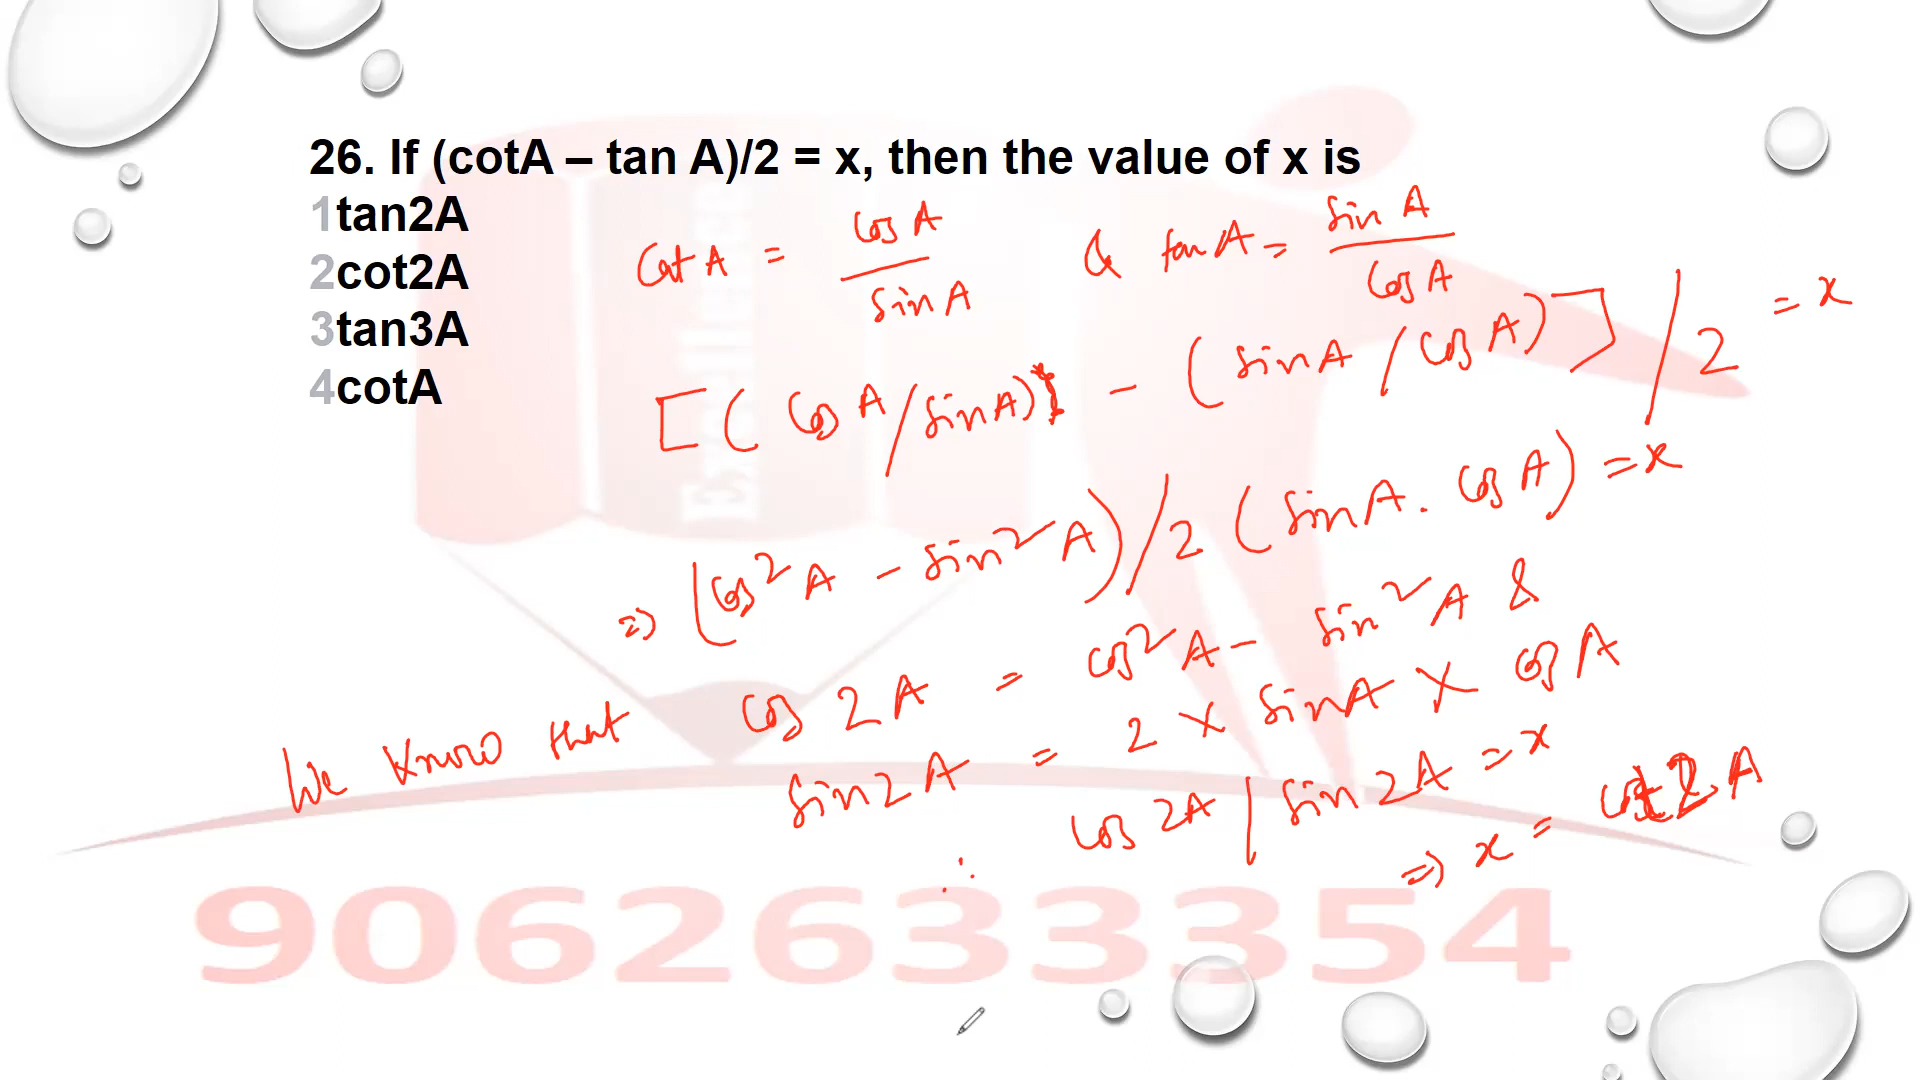 26. If (cotA – tan A)/2 = x, then the value of x is
1tan2A
2cot2A
3tan3A
4cotA
Cot A = cos A / sin A & tan A = sin A / cos A
[(cos A/sin A) - (sin A/cos A)]/2 = x
=> (cos²A - sin²A)/2(sin A. cos A) = x
We know that cos 2A = cos²A - sin²A &
sin 2A = 2 x sin A x cos A
∴ cos 2A / sin 2A = x
=> x = cot 2A
Excellence
9062633354